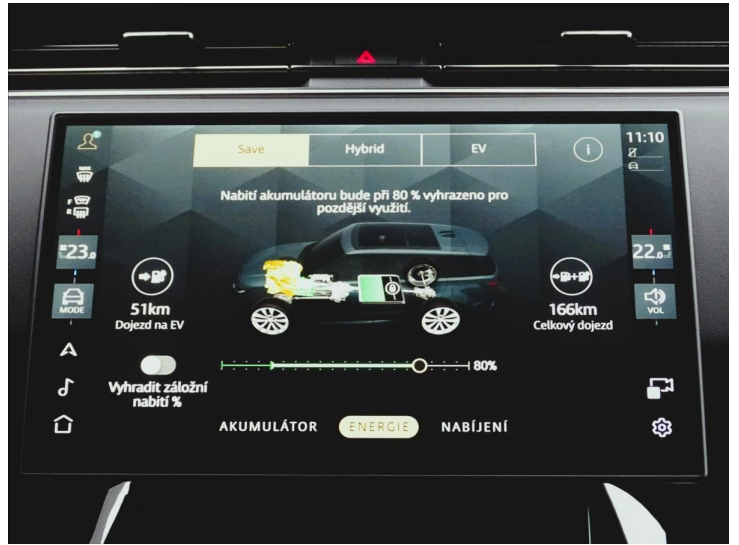 Save
Hybrid
EV
i
11:10
MAX
F
R
Nabití akumulátoru bude při 80 % vyhrazeno pro
pozdější využití.
23.0
22.0
MODE
VOL
51km
Dojezd na EV
166km
Celkový dojezd
80%
Vyhradit záložní
nabití %
AKUMULÁTOR
ENERGIE
NABÍJENÍ